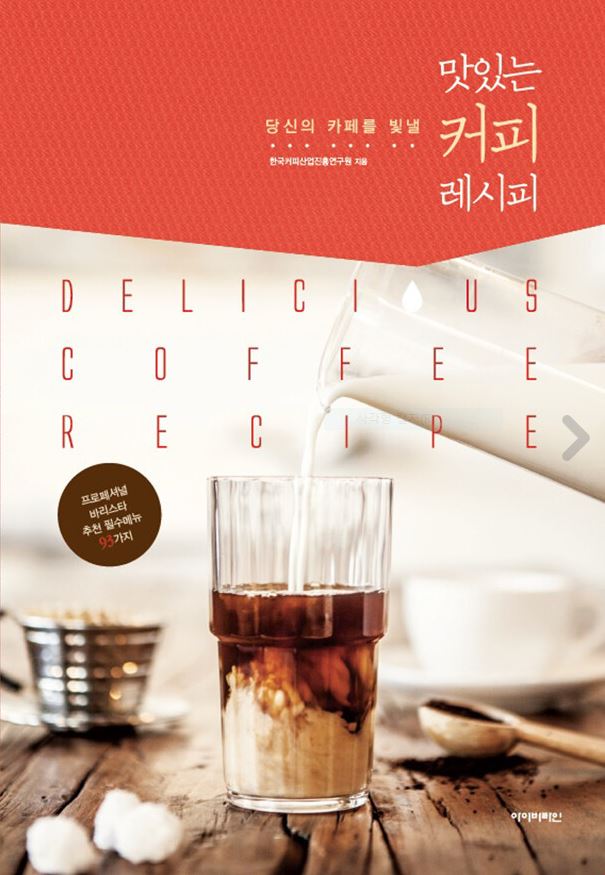 맛있는
당신의 카페를 빛낼
커피
한국커피산업진흥연구원 지음
레시피
DELICI US
COFFEE
RECIPE
프로페셔널
바리스타
추천 필수메뉴
93가지
아이비라인